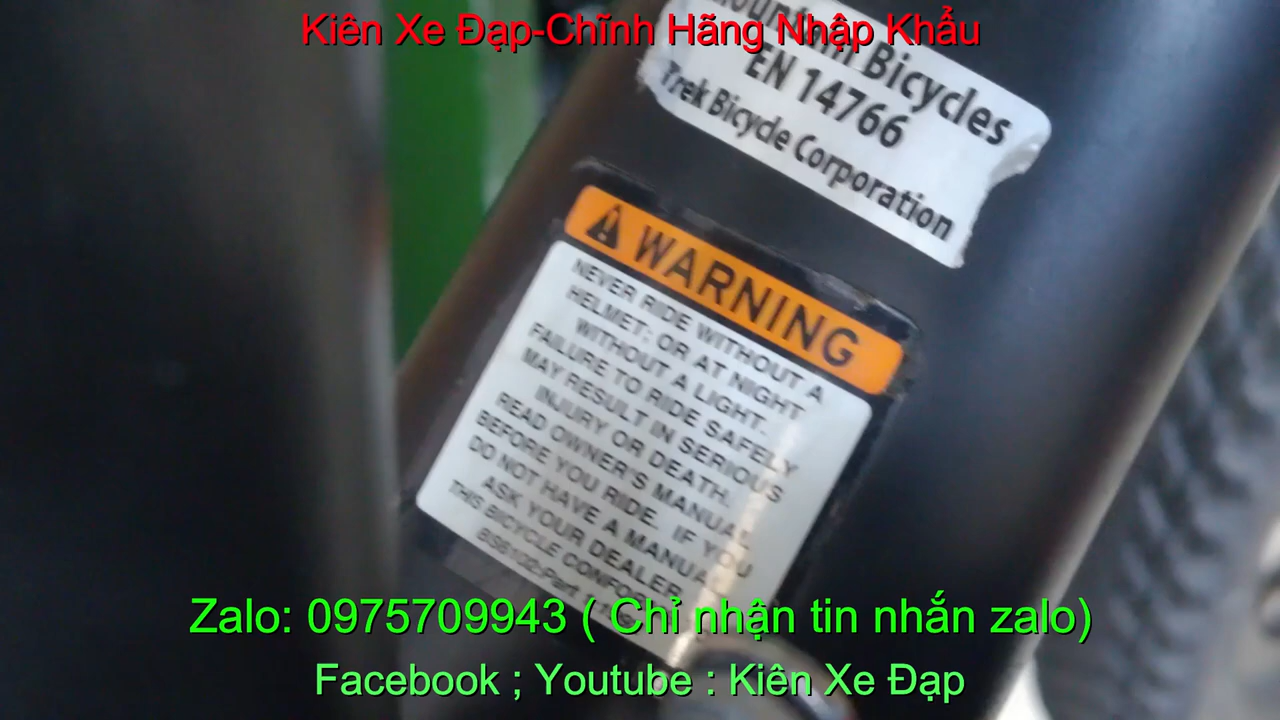 Kiên Xe Đạp-Chĩnh Hãng Nhập Khẩu
Mountain Bicycles
EN 14766
Trek Bicycle Corporation
WARNING
NEVER RIDE WITHOUT A
HELMET: OR AT NIGHT
WITHOUT A LIGHT.
FAILURE TO RIDE SAFELY
MAY RESULT IN SERIOUS
INJURY OR DEATH.
READ OWNER'S MANUAL
BEFORE YOU RIDE. IF YOU
DO NOT HAVE A MANUAL
ASK YOUR DEALER
THIS BICYCLE
BS6102:Part
Zalo: 0975709943 ( Chỉ nhận tin nhắn zalo)
Facebook ; Youtube : Kiên Xe Đạp